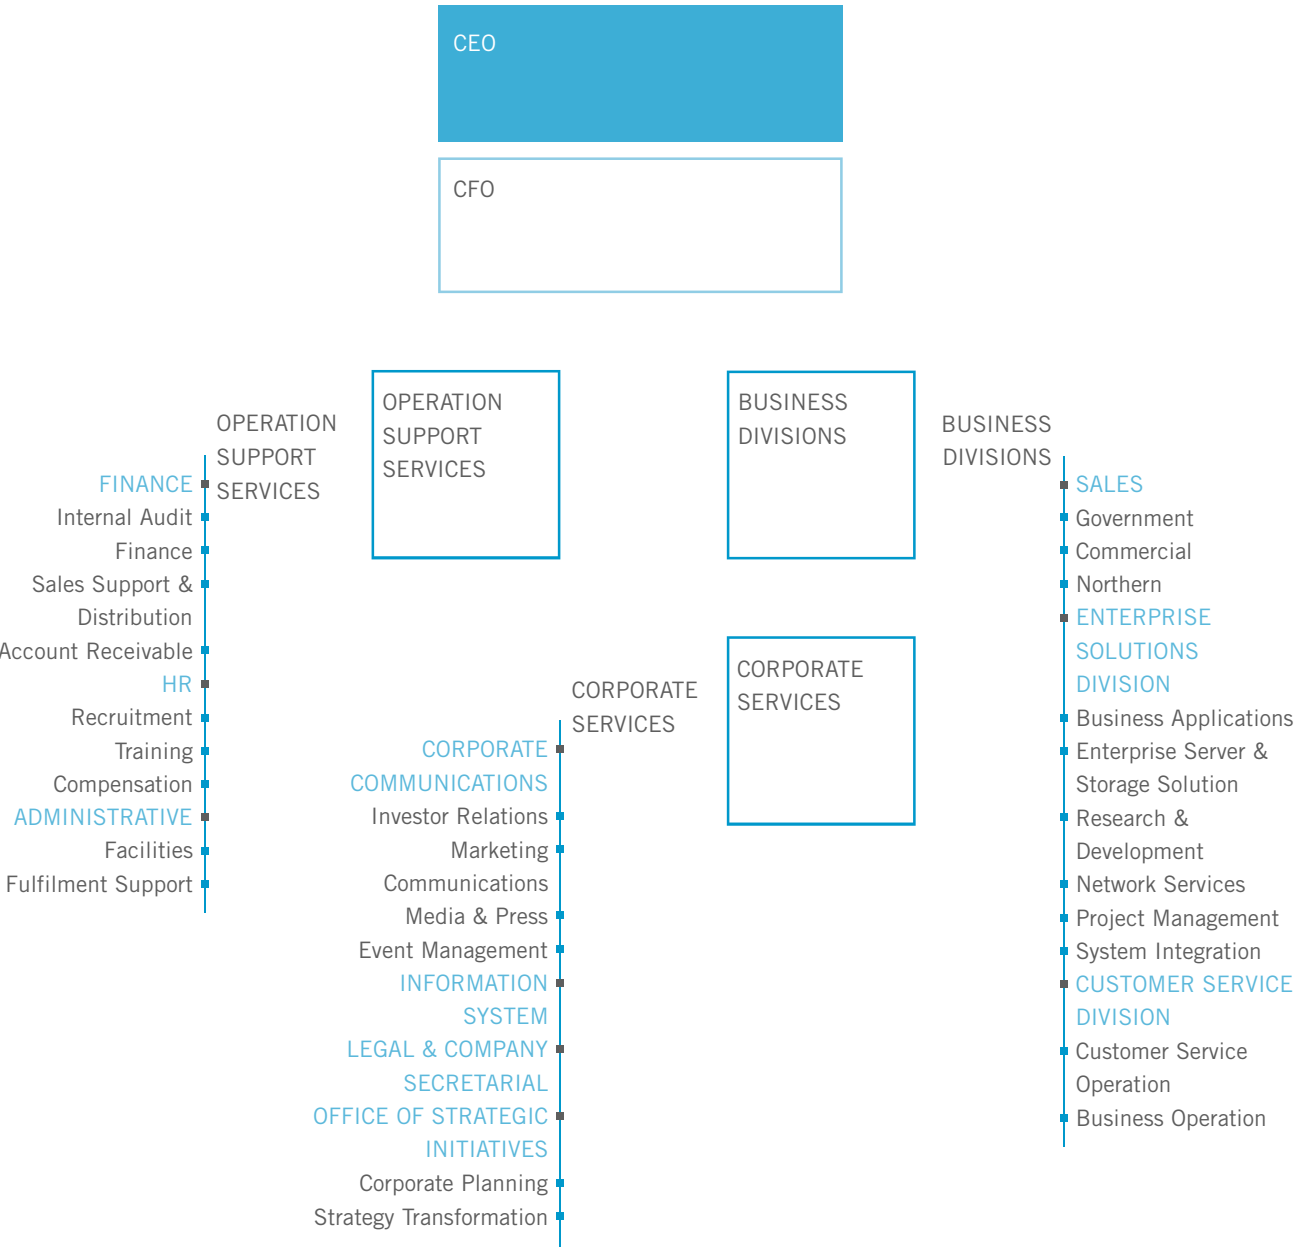 CEO
CFO
OPERATION
SUPPORT
SERVICES
FINANCE
Internal Audit
Finance
Sales Support &
Distribution
Account Receivable
HR
Recruitment
Training
Compensation
ADMINISTRATIVE
Facilities
Fulfilment Support
OPERATION
SUPPORT
SERVICES
BUSINESS
DIVISIONS
BUSINESS
DIVISIONS
SALES
Government
Commercial
Northern
ENTERPRISE
SOLUTIONS
DIVISION
Business Applications
Enterprise Server &
Storage Solution
Research &
Development
Network Services
Project Management
System Integration
CUSTOMER SERVICE
DIVISION
Customer Service
Operation
Business Operation
CORPORATE
SERVICES
CORPORATE
SERVICES
CORPORATE
COMMUNICATIONS
Investor Relations
Marketing
Communications
Media & Press
Event Management
INFORMATION
SYSTEM
LEGAL & COMPANY
SECRETARIAL
OFFICE OF STRATEGIC
INITIATIVES
Corporate Planning
Strategy Transformation